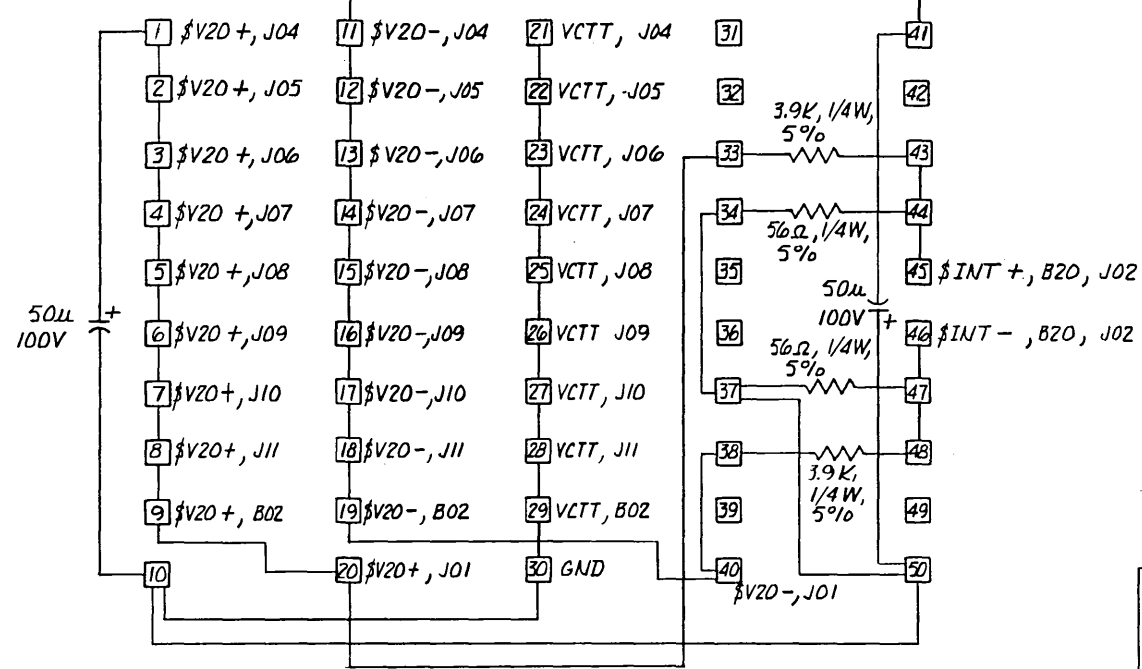 1 $V20+, J04
2 $V20+, J05
3 $V20+, J06
4 $V20 +, J07
5 $V20+, J08
6 $V20 +, J09
7 $V20+, J10
8 $V20+, J11
9 $V20+, B02
10
50u
100V
+
11 $V20-, J04
12 $V20-, J05
13 $V20-, J06
14 $V20-, J07
15 $V20-, J08
16 $V20-, J09
17 $V20-, J10
18 $V20-, J11
19 $V20-, B02
20 $V20+, J01
21 VCTT, J04
22 VCTT, J05
23 VCTT, J06
24 VCTT, J07
25 VCTT, J08
26 VCTT J09
27 VCTT, J10
28 VCTT, J11
29 VCTT, B02
30 GND
31
32
33
34
35
36
37
38
39
40
$V20-, J01
3.9K, 1/4W,
5%
56Ω, 1/4W,
5%
50u
100V
+
56Ω, 1/4W,
5%
3.9K,
1/4W,
5%
41
42
43
44
45 $INT +, B20, J02
46 $INT - , B20, J02
47
48
49
50